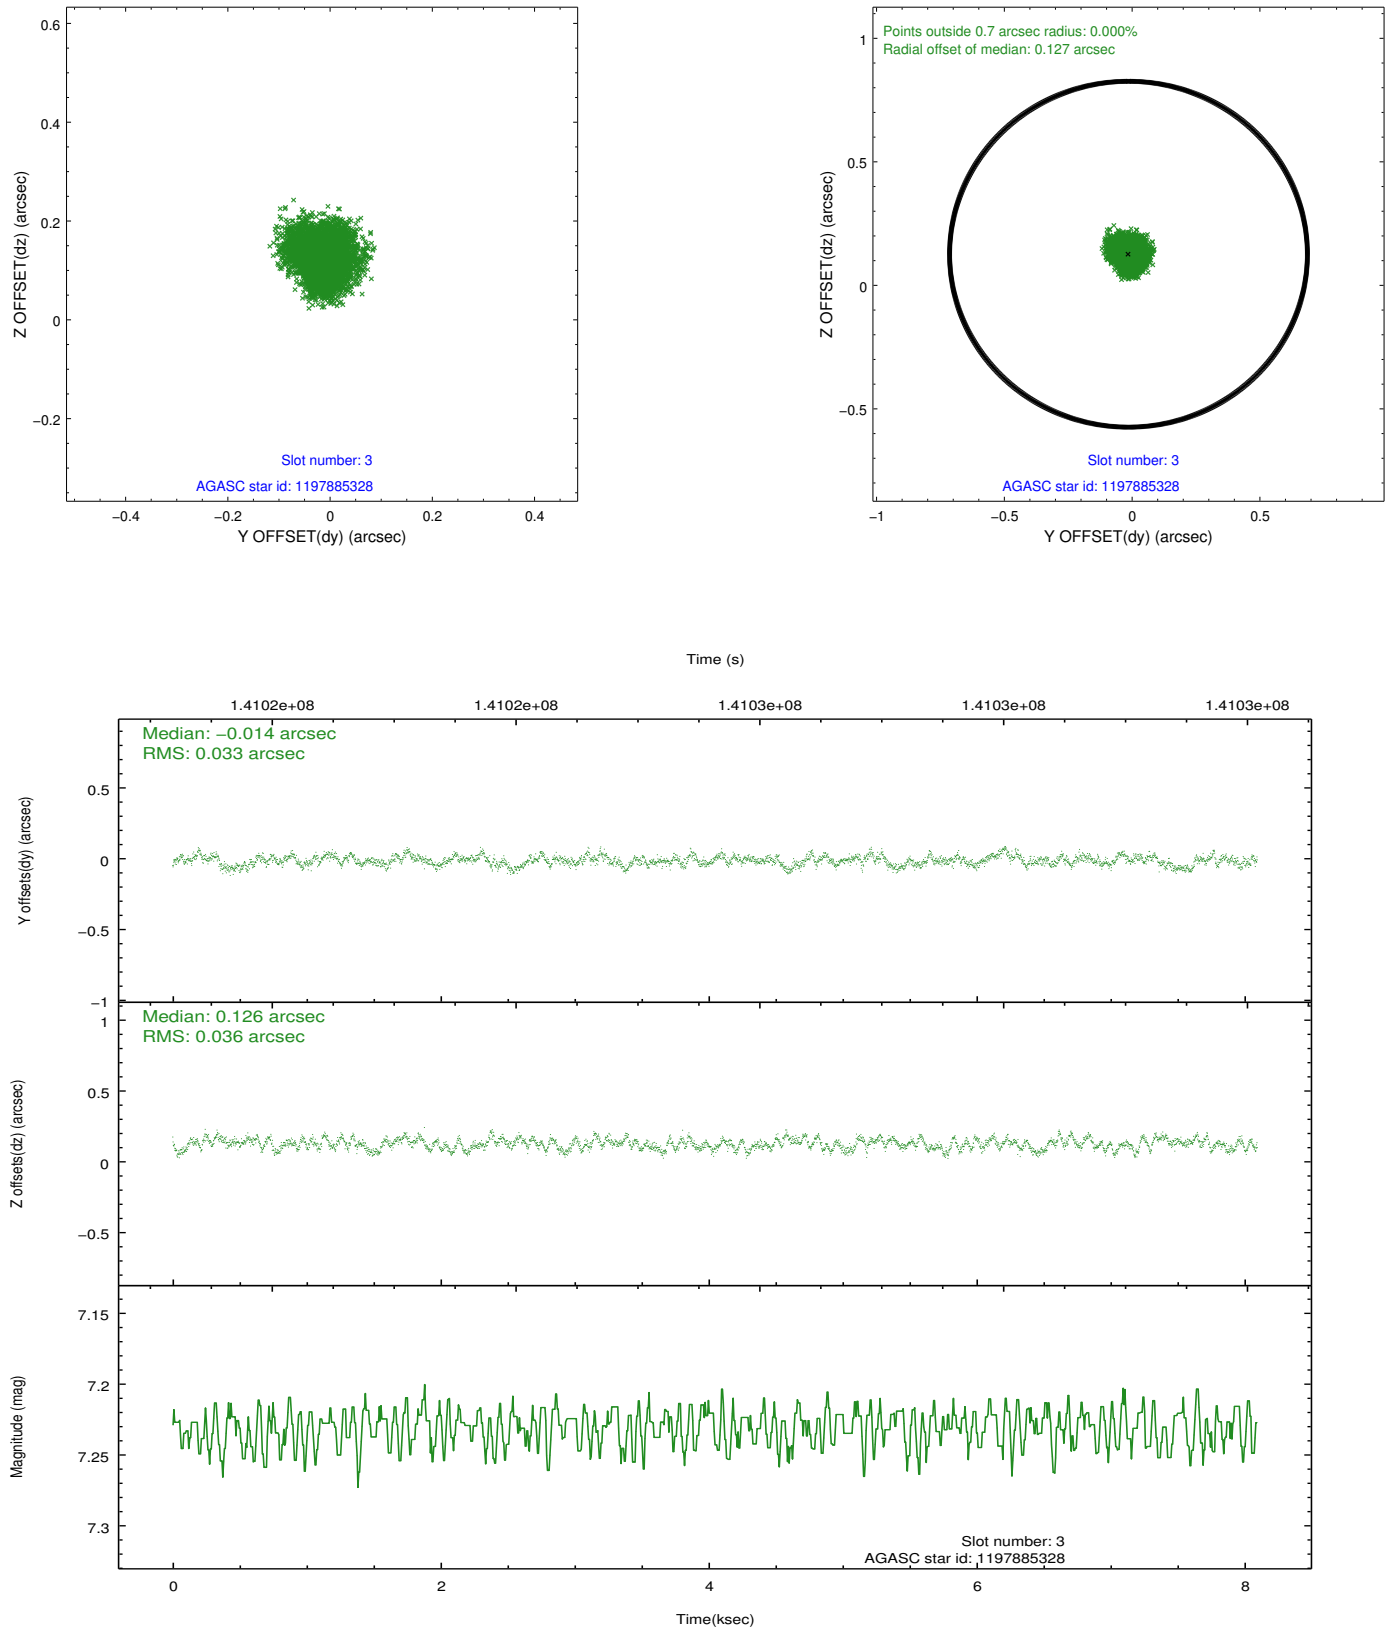 0.6
0.4
0.2
0
−0.2
−0.4
−0.2
0
0.2
0.4
Z OFFSET(dz) (arcsec)
Y OFFSET(dy) (arcsec)
Slot number: 3
AGASC star id: 1197885328
Points outside 0.7 arcsec radius: 0.000%
Radial offset of median: 0.127 arcsec
1
0.5
0
−0.5
−1
−0.5
0
0.5
Z OFFSET(dz) (arcsec)
Y OFFSET(dy) (arcsec)
Slot number: 3
AGASC star id: 1197885328
Time (s)
1.4102e+08
1.4102e+08
1.4103e+08
1.4103e+08
1.4103e+08
Median: −0.014 arcsec
RMS: 0.033 arcsec
0.5
0
−0.5
−1
Y offsets(dy) (arcsec)
Median: 0.126 arcsec
RMS: 0.036 arcsec
1
0.5
0
−0.5
Z offsets(dz) (arcsec)
7.15
7.2
7.25
7.3
Magnitude (mag)
Slot number: 3
AGASC star id: 1197885328
0
2
4
6
8
Time(ksec)